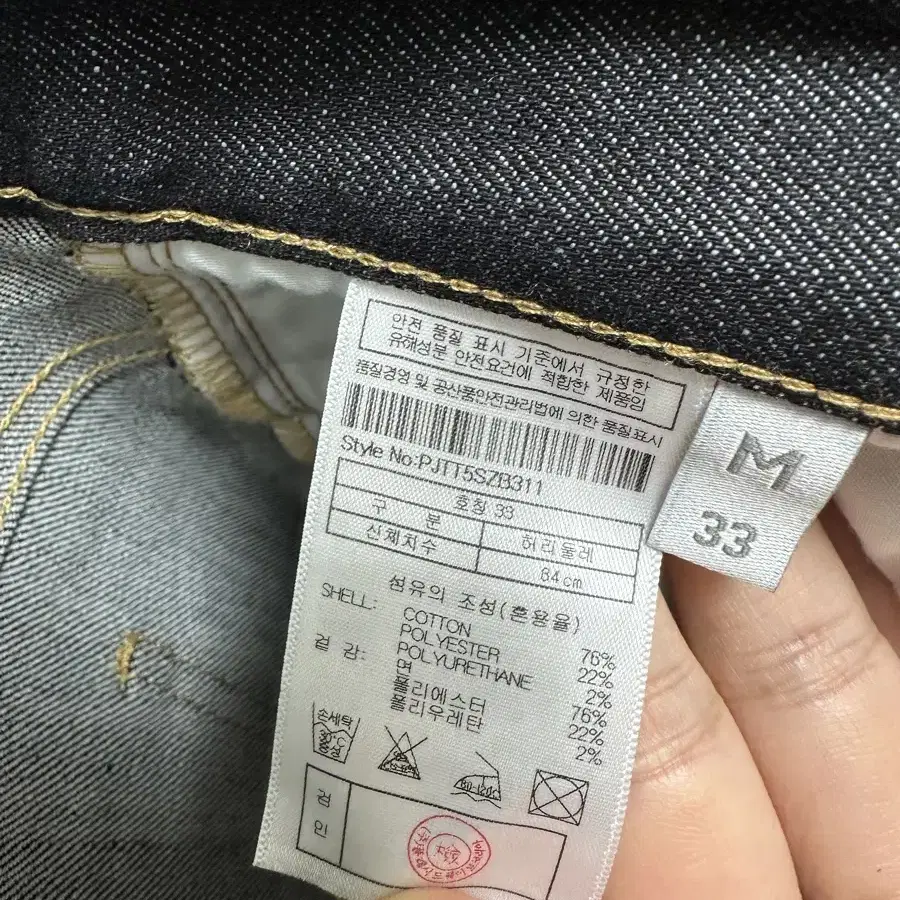 안전 품질 표시 기준에서 규정한
유해성분 안전요건에 적합한 제품임
품질경영 및 공산품안전관리법에 의한 품질표시
Style No:PJTT5SZB311
호칭 33
구 분 허리둘레
신체치수 84cm
섬유의 조성(혼용율)
SHELL: COTTON 76%
POLYESTER 22%
POLYURETHANE 2%
겉 감: 면 76%
폴리에스터 22%
폴리우레탄 2%
손세탁
80-120℃
검
인
M
33